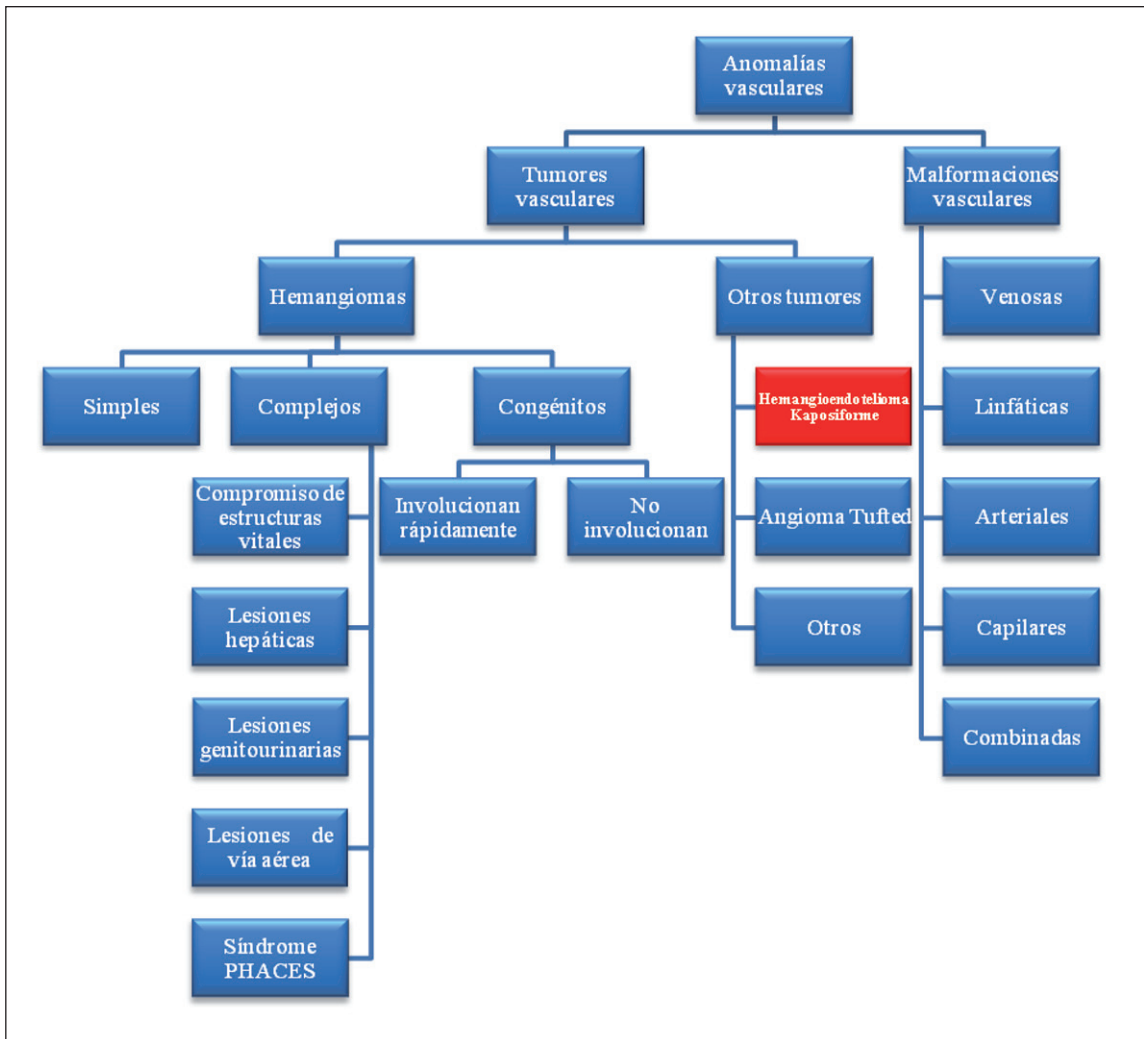 Anomalías
vasculares
Tumores
vasculares
Malformaciones
vasculares
Hemangiomas
Otros tumores
Venosas
Simples
Complejos
Congénitos
Hemangioendotelioma
Kaposiforme
Linfáticas
Compromiso de
estructuras
vitales
Involucionan
rápidamente
No
involucionan
Angioma Tufted
Arteriales
Lesiones
hepáticas
Otros
Capilares
Lesiones
genitourinarias
Combinadas
Lesiones de
vía aérea
Síndrome
PHACES